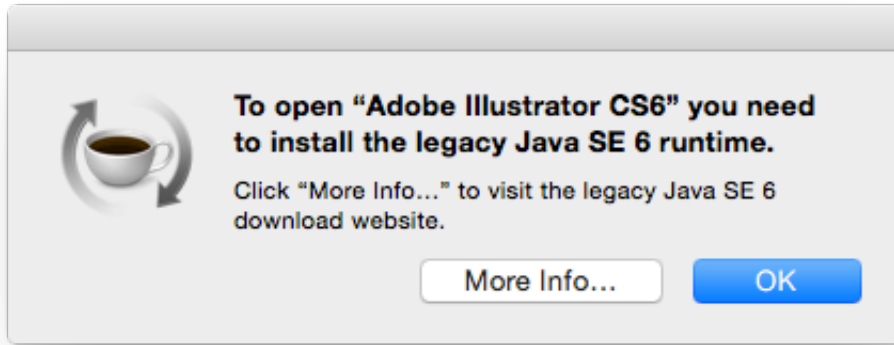 To open “Adobe Illustrator CS6” you need
to install the legacy Java SE 6 runtime.
Click “More Info...” to visit the legacy Java SE 6
download website.
More Info...
OK